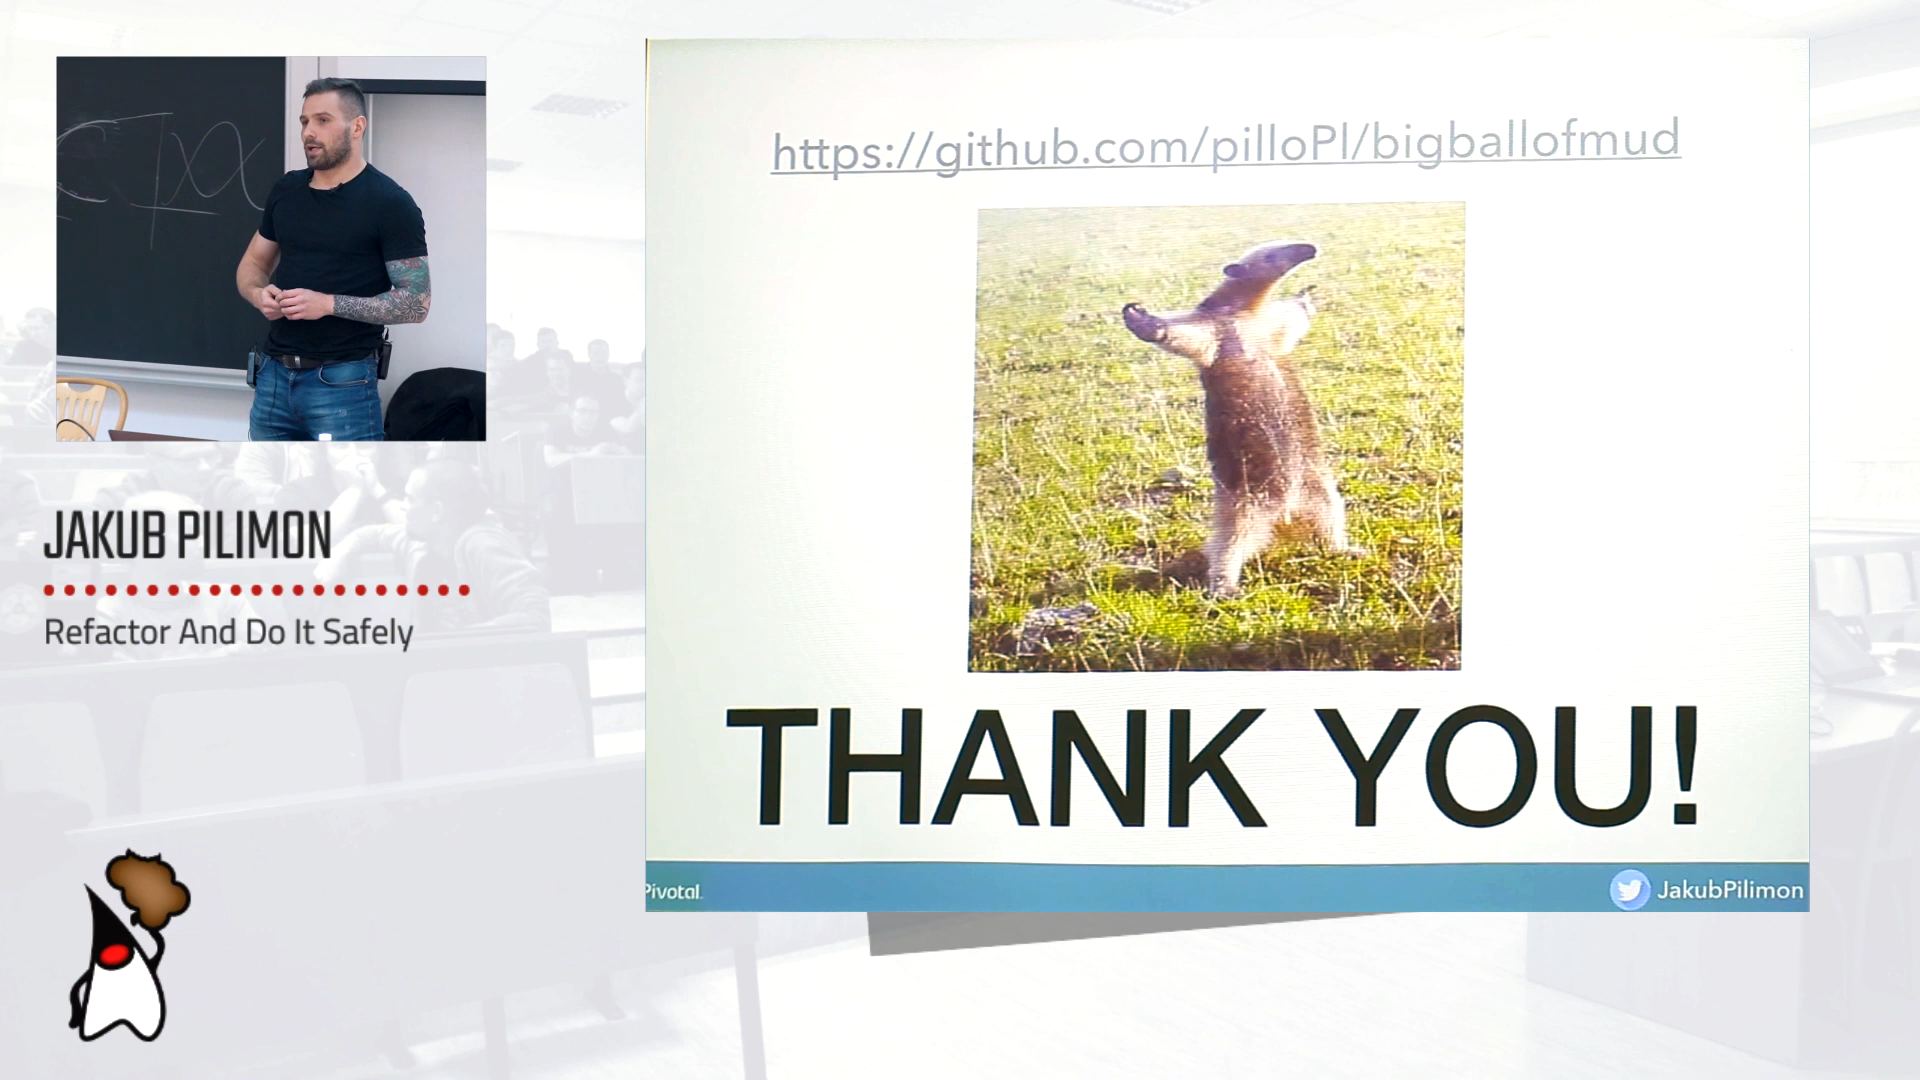 JAKUB PILIMON
Refactor And Do It Safely
https://github.com/pilloPl/bigballofmud
THANK YOU!
Pivotal.
JakubPilimon